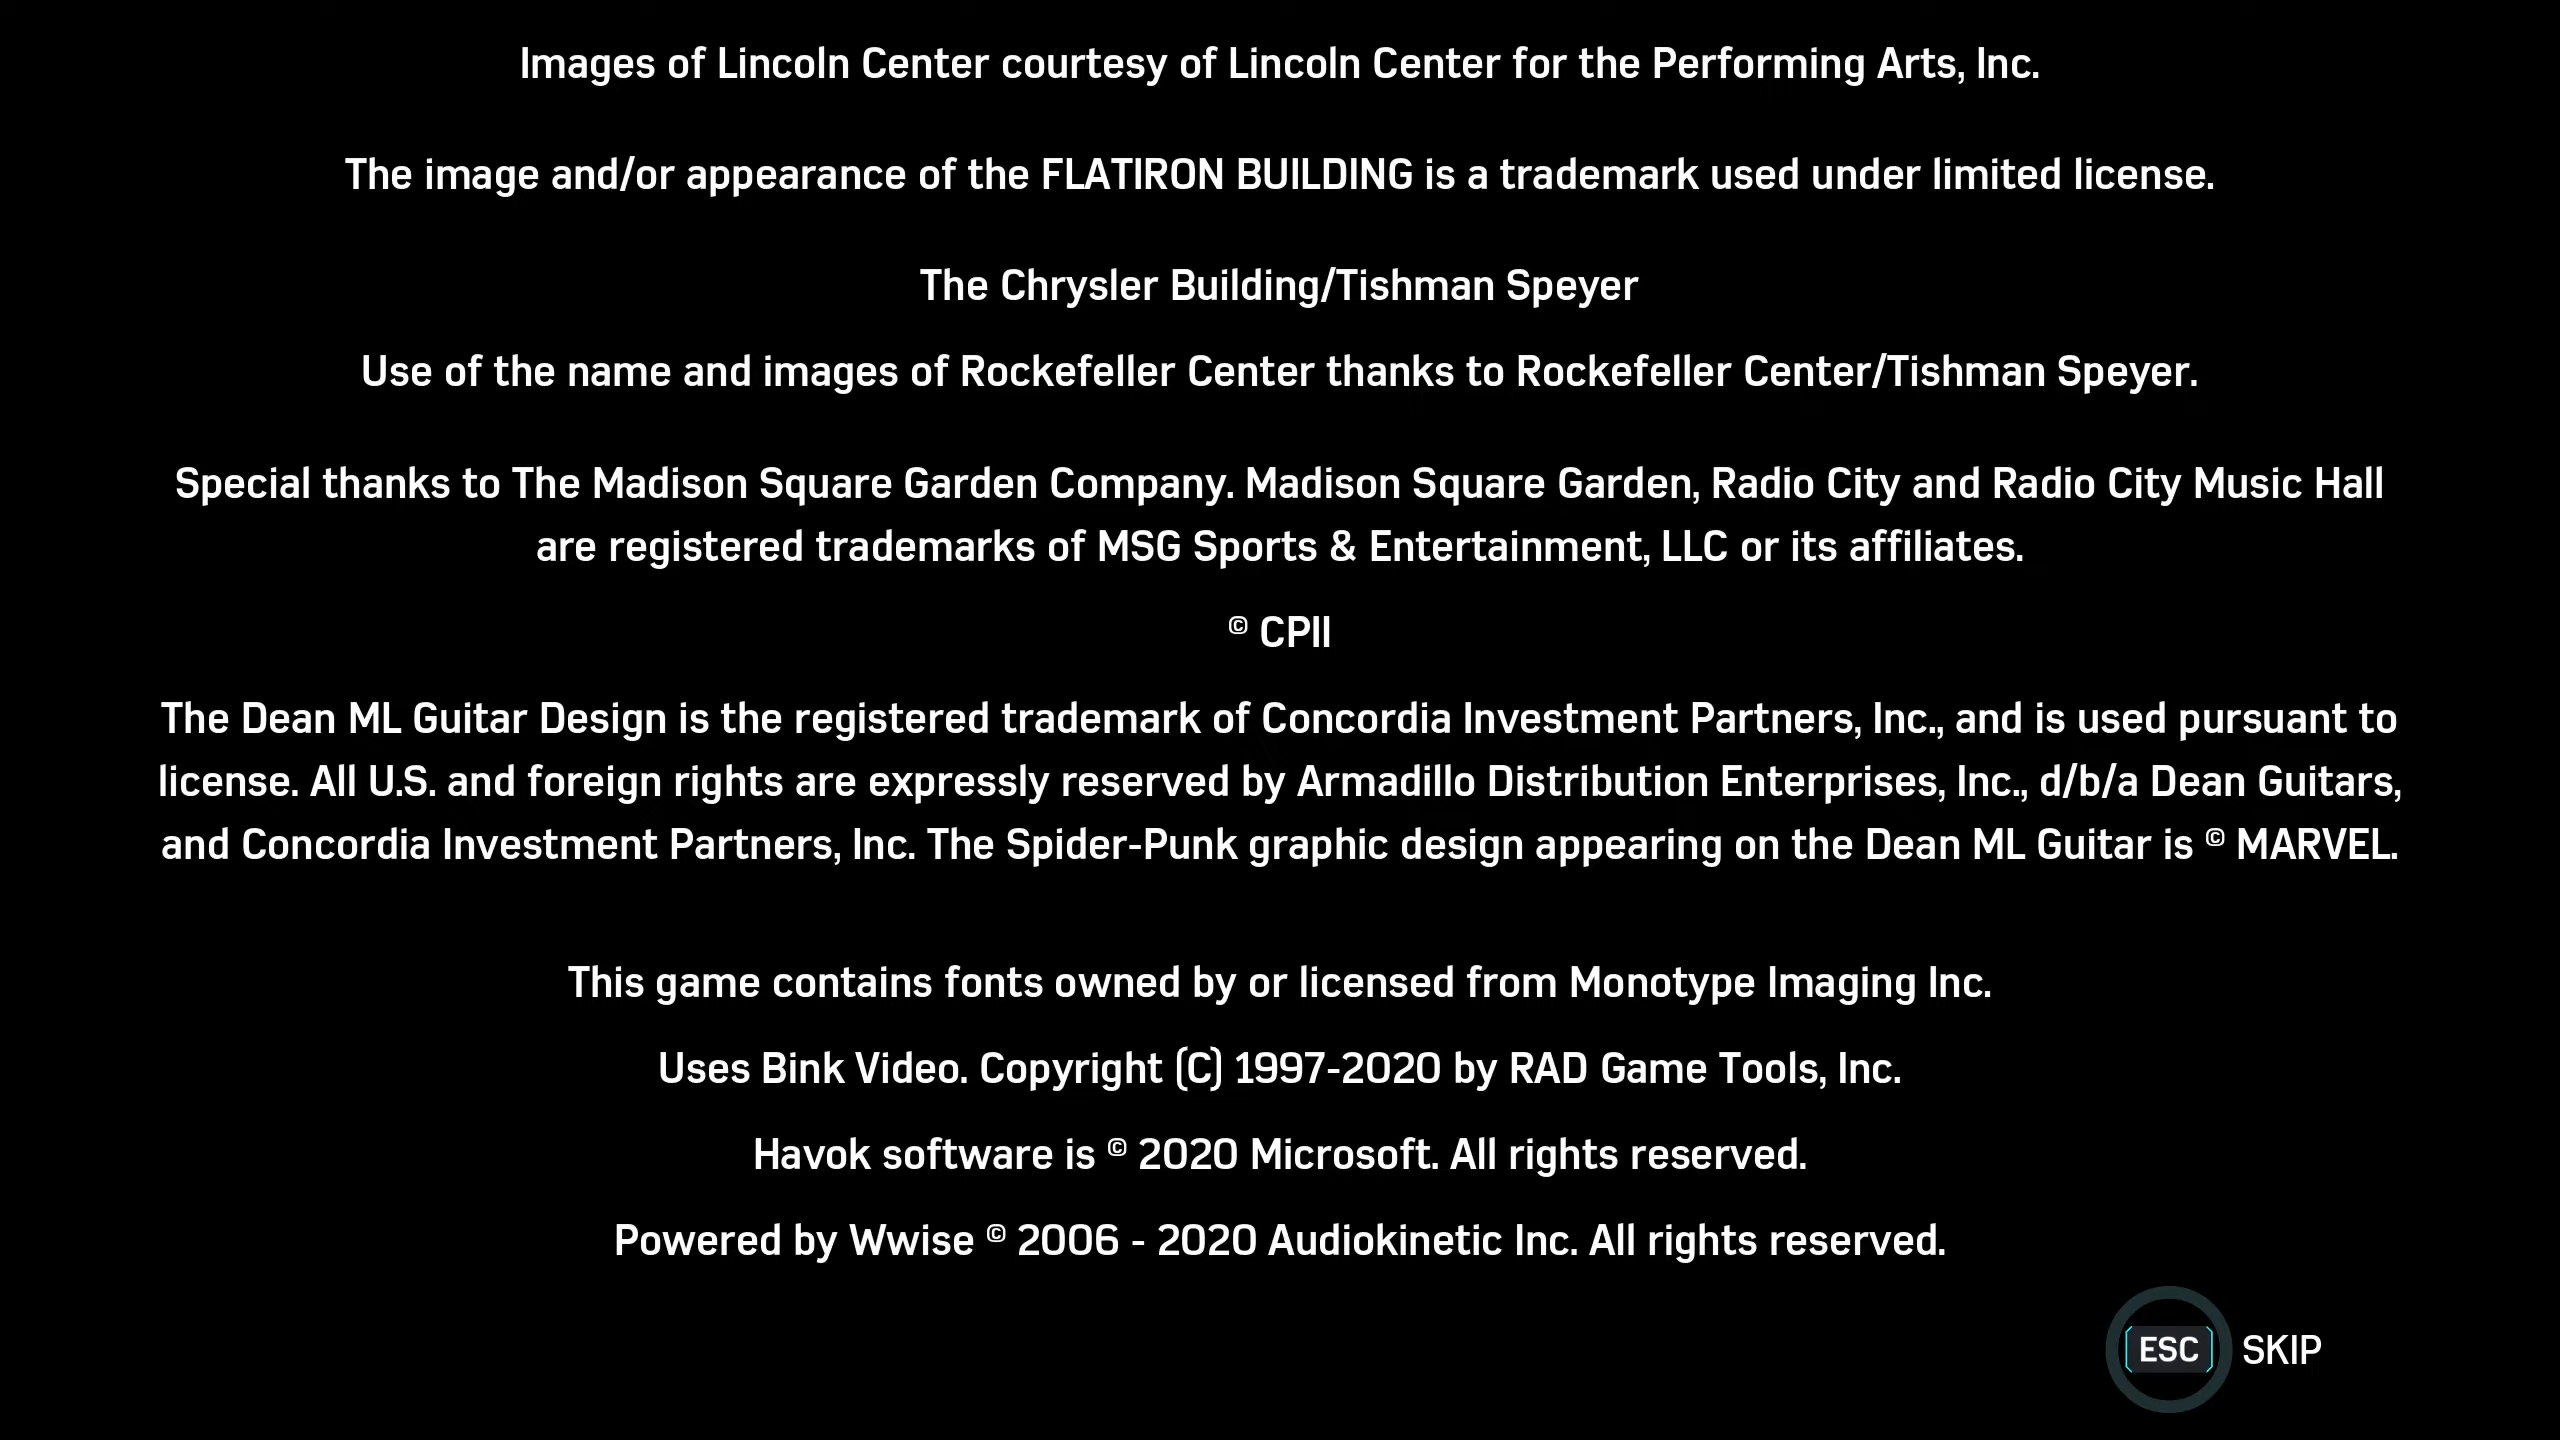 Images of Lincoln Center courtesy of Lincoln Center for the Performing Arts, Inc.
The image and/or appearance of the FLATIRON BUILDING is a trademark used under limited license.
The Chrysler Building/Tishman Speyer
Use of the name and images of Rockefeller Center thanks to Rockefeller Center/Tishman Speyer.
Special thanks to The Madison Square Garden Company. Madison Square Garden, Radio City and Radio City Music Hall
are registered trademarks of MSG Sports & Entertainment, LLC or its affiliates.
© CPII
The Dean ML Guitar Design is the registered trademark of Concordia Investment Partners, Inc., and is used pursuant to
license. All U.S. and foreign rights are expressly reserved by Armadillo Distribution Enterprises, Inc., d/b/a Dean Guitars,
and Concordia Investment Partners, Inc. The Spider-Punk graphic design appearing on the Dean ML Guitar is © MARVEL.
This game contains fonts owned by or licensed from Monotype Imaging Inc.
Uses Bink Video. Copyright (C) 1997-2020 by RAD Game Tools, Inc.
Havok software is © 2020 Microsoft. All rights reserved.
Powered by Wwise © 2006 - 2020 Audiokinetic Inc. All rights reserved.
ESC SKIP